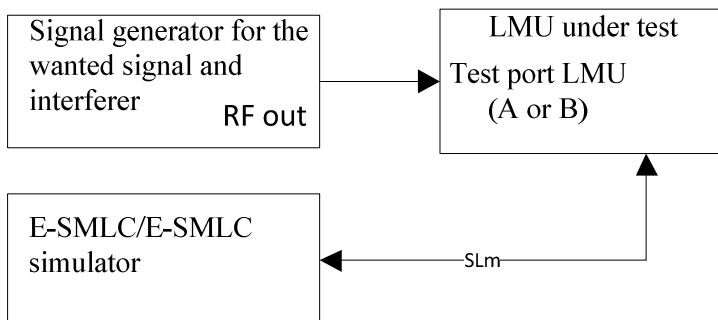 Signal generator for the
wanted signal and
interferer
RF out
LMU under test
Test port LMU
(A or B)
E-SMLC/E-SMLC
simulator
SLm